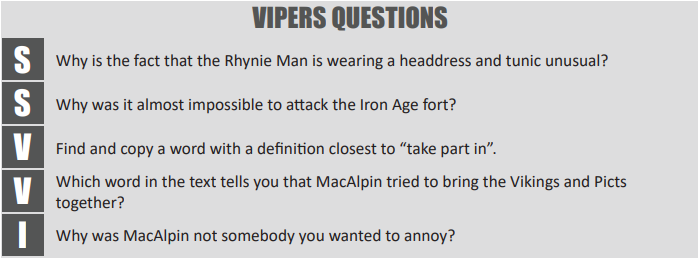 VIPERS QUESTIONS
S Why is the fact that the Rhynie Man is wearing a headdress and tunic unusual?
S Why was it almost impossible to attack the Iron Age fort?
V Find and copy a word with a definition closest to “take part in”.
V Which word in the text tells you that MacAlpin tried to bring the Vikings and Picts
together?
I Why was MacAlpin not somebody you wanted to annoy?